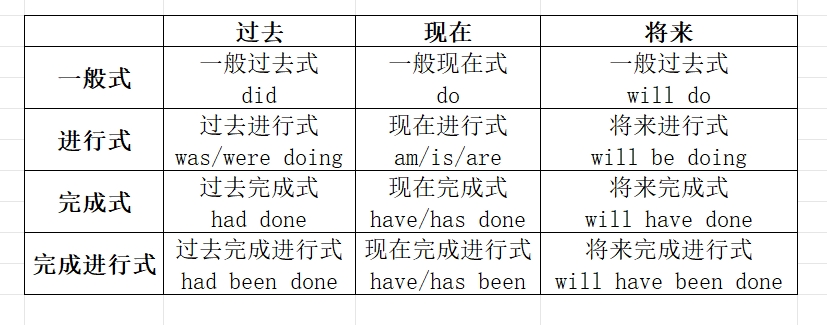 过去 现在 将来
一般式 一般过去式 一般现在式 一般过去式
did do will do
进行式 过去进行式 现在进行式 将来进行式
was/were doing am/is/are will be doing
完成式 过去完成式 现在完成式 将来完成式
had done have/has done will have done
完成进行式 过去完成进行式 现在完成进行式 将来完成进行式
had been done have/has been will have been done